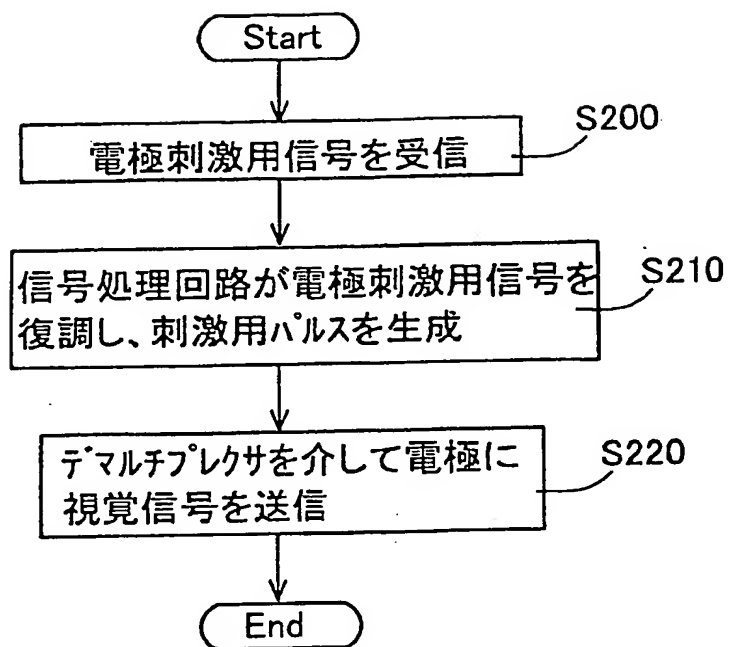 Start
電極刺激用信号を受信
S200
信号処理回路が電極刺激用信号を
復調し、刺激用パルスを生成
S210
デマルチプレクサを介して電極に
視覚信号を送信
S220
End